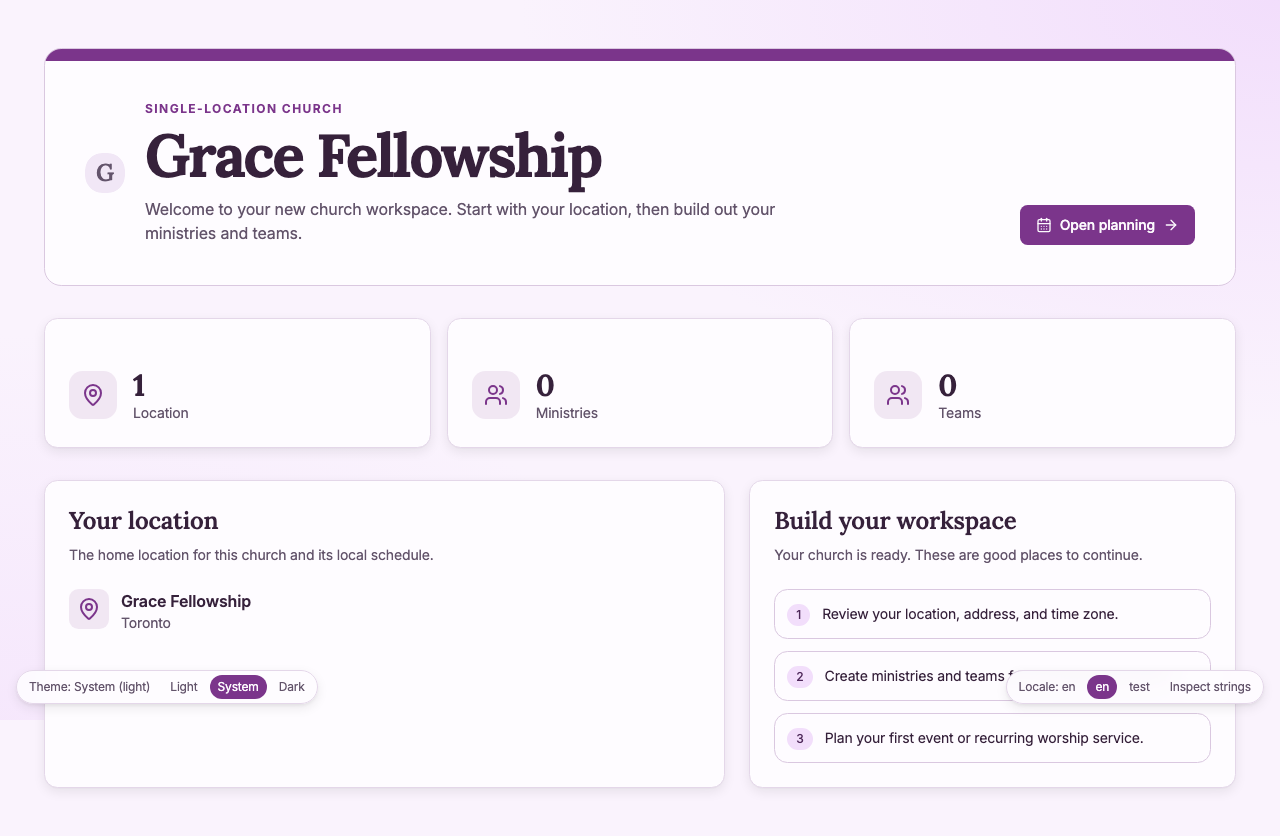 SINGLE-LOCATION CHURCH
G
Grace Fellowship
Welcome to your new church workspace. Start with your location, then build out your
ministries and teams.
Open planning
1
Location
0
Ministries
0
Teams
Your location
The home location for this church and its local schedule.
Grace Fellowship
Toronto
Build your workspace
Your church is ready. These are good places to continue.
1 Review your location, address, and time zone.
2 Create ministries and teams
3 Plan your first event or recurring worship service.
Theme: System (light) Light System Dark
Locale: en en test Inspect strings